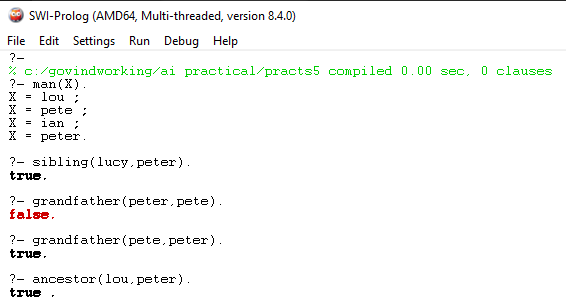 SWI-Prolog (AMD64, Multi-threaded, version 8.4.0)
File Edit Settings Run Debug Help
?-
% c:/govindworking/ai practical/practs5 compiled 0.00 sec, 0 clauses
?- man(X).
X = lou ;
X = pete ;
X = ian ;
X = peter.
?- sibling(lucy,peter).
true.
?- grandfather(peter,pete).
false.
?- grandfather(pete,peter).
true.
?- ancestor(lou,peter).
true .